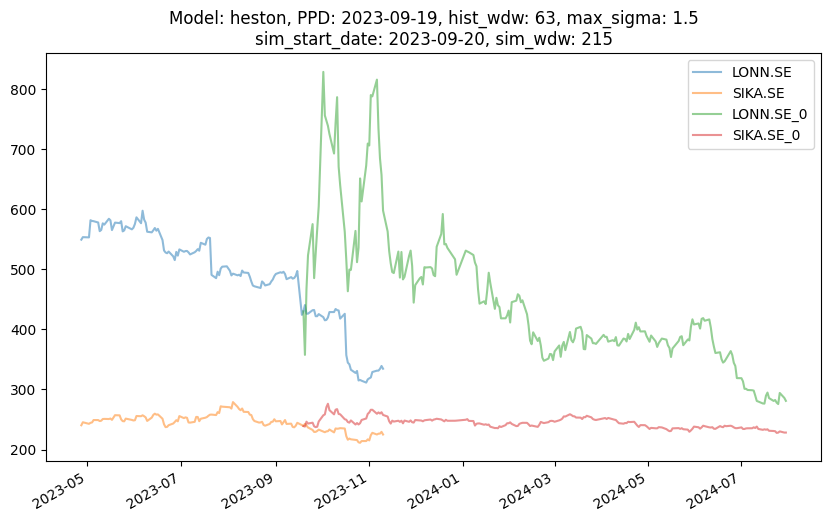 Model: heston, PPD: 2023-09-19, hist_wdw: 63, max_sigma: 1.5
sim_start_date: 2023-09-20, sim_wdw: 215
LONN.SE
SIKA.SE
LONN.SE_0
SIKA.SE_0
800
700
600
500
400
300
200
2023-05
2023-07
2023-09
2023-11
2024-01
2024-03
2024-05
2024-07